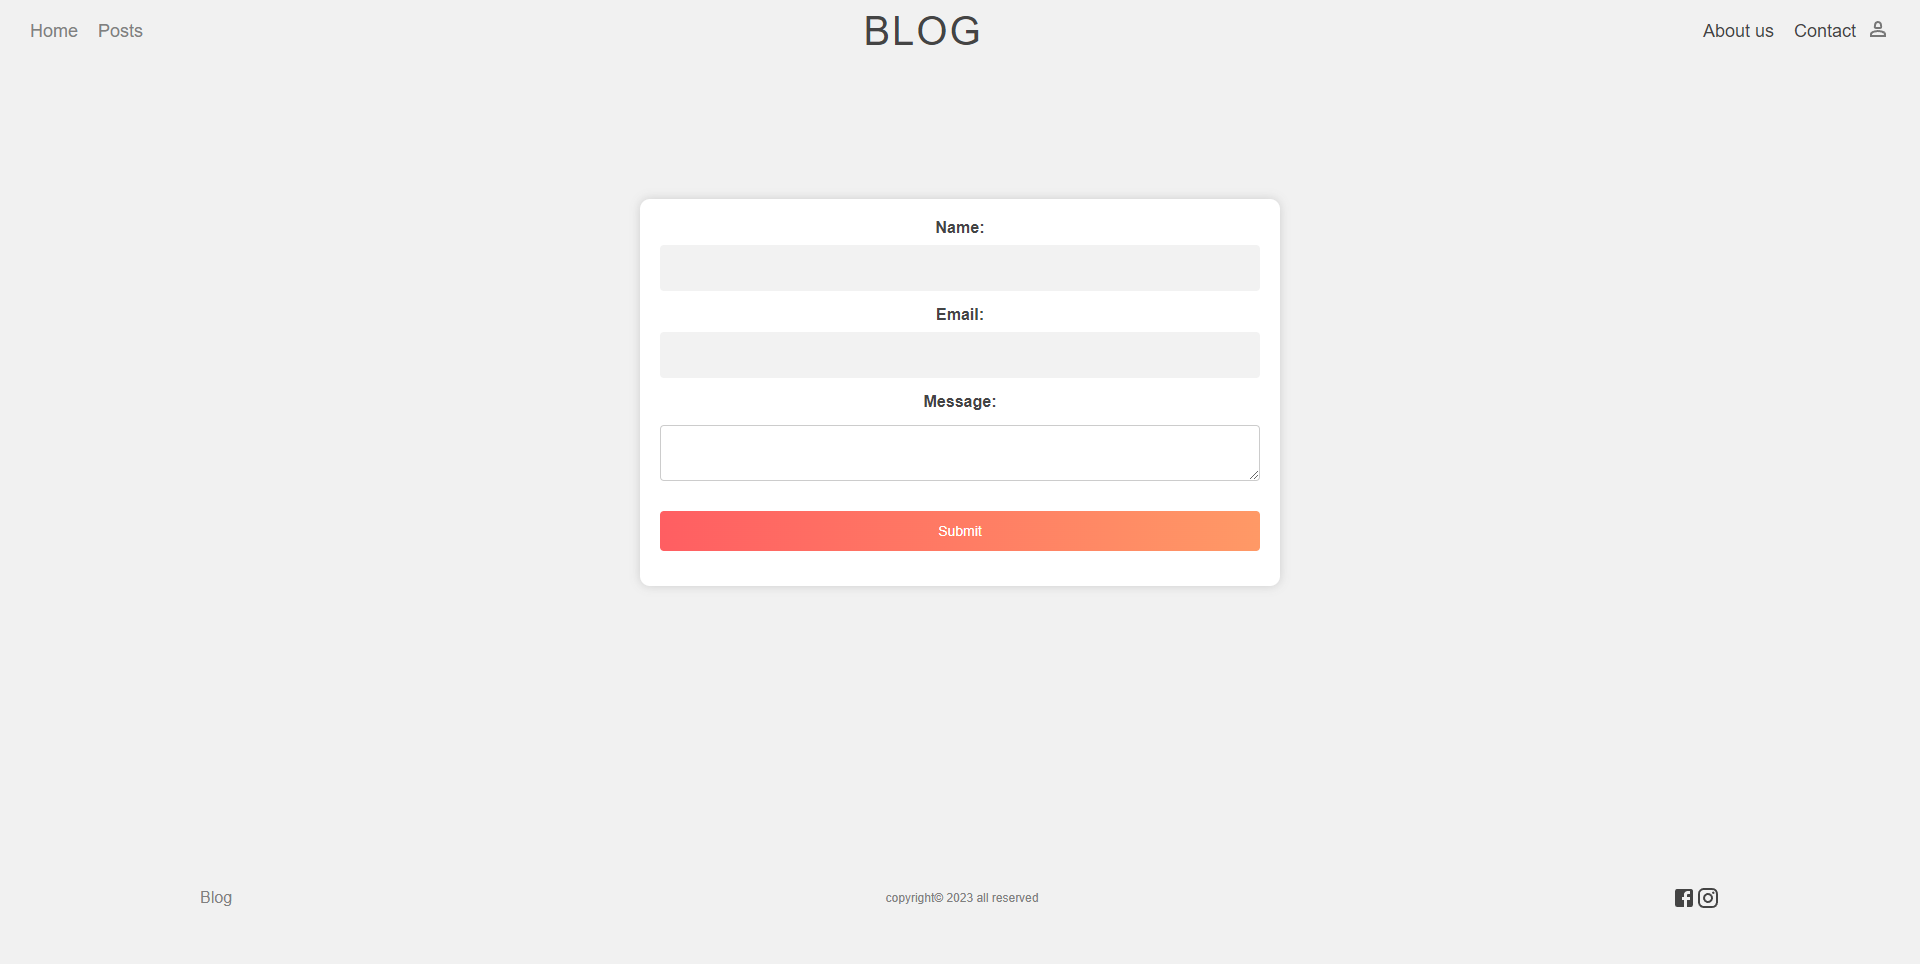 Home Posts BLOG About us Contact
Name:
Email:
Message:
Submit
Blog copyright© 2023 all reserved